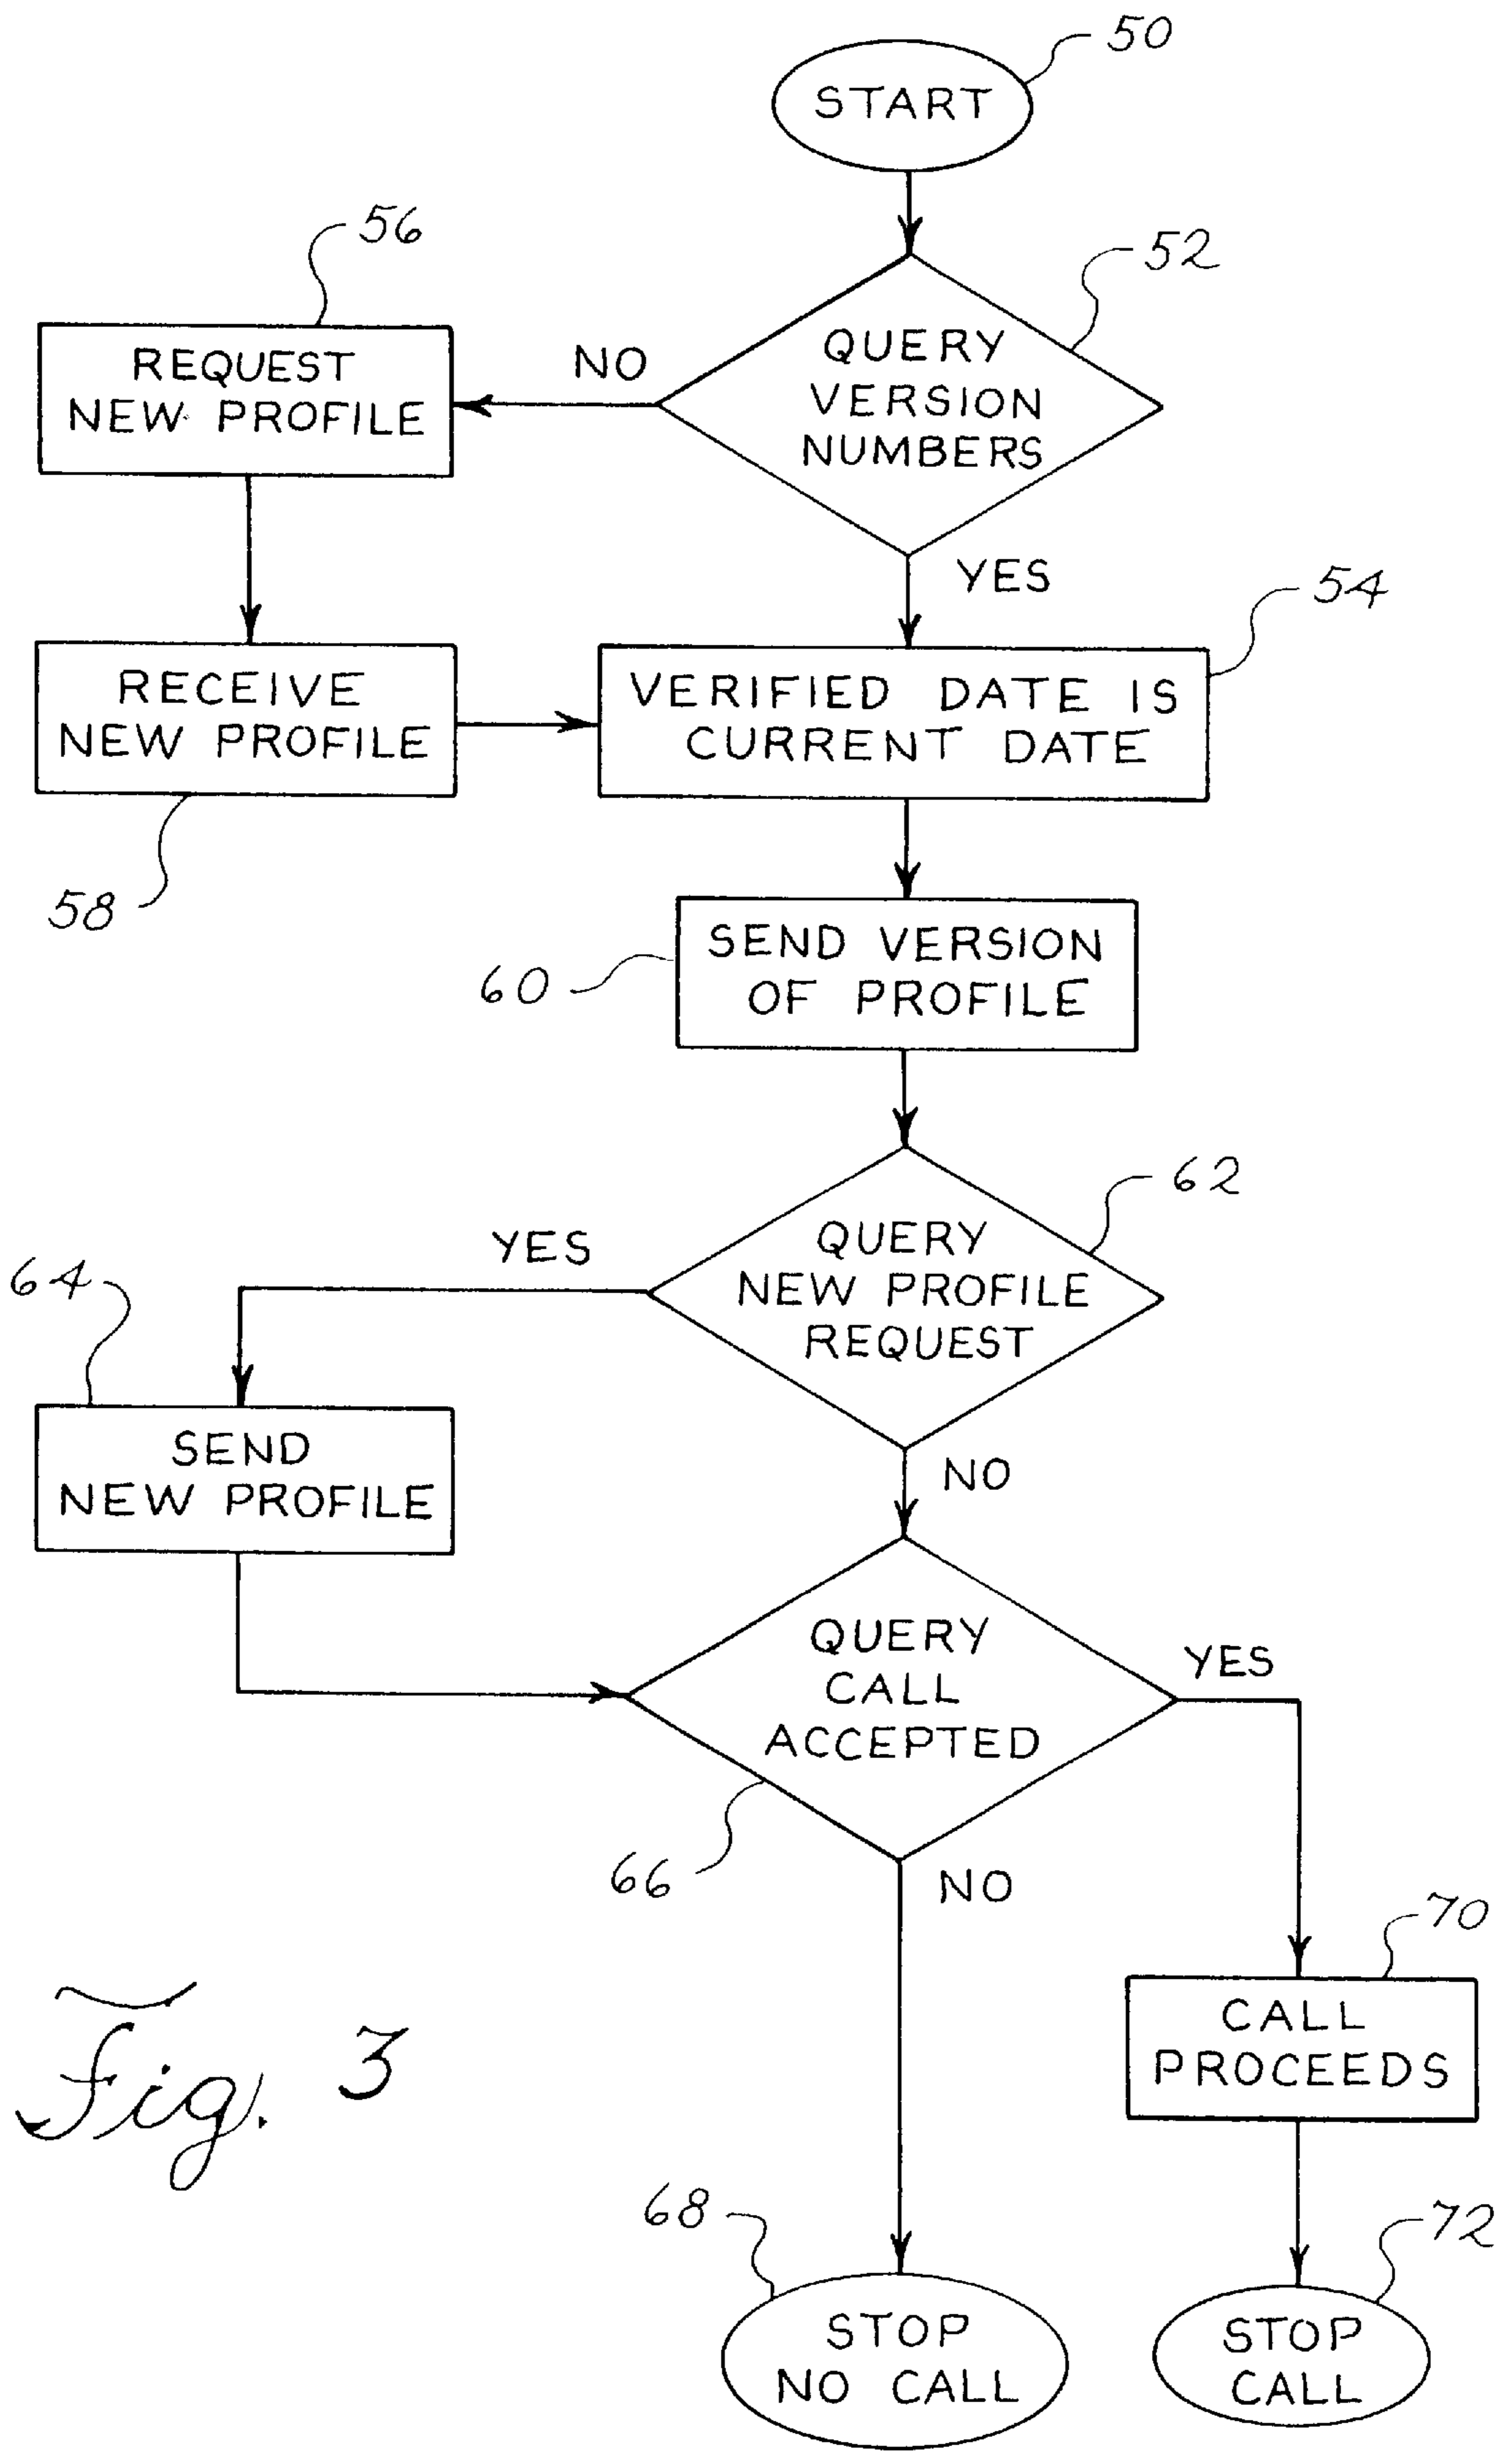 50
START
56
52
QUERY
VERSION
NUMBERS
NO
REQUEST
NEW PROFILE
YES
54
RECEIVE
NEW PROFILE
VERIFIED DATE IS
CURRENT DATE
58
60
SEND VERSION
OF PROFILE
62
YES
QUERY
NEW PROFILE
REQUEST
64
SEND
NEW PROFILE
NO
QUERY
CALL
ACCEPTED
YES
66
NO
70
CALL
PROCEEDS
Fig. 3
68
72
STOP
NO CALL
STOP
CALL